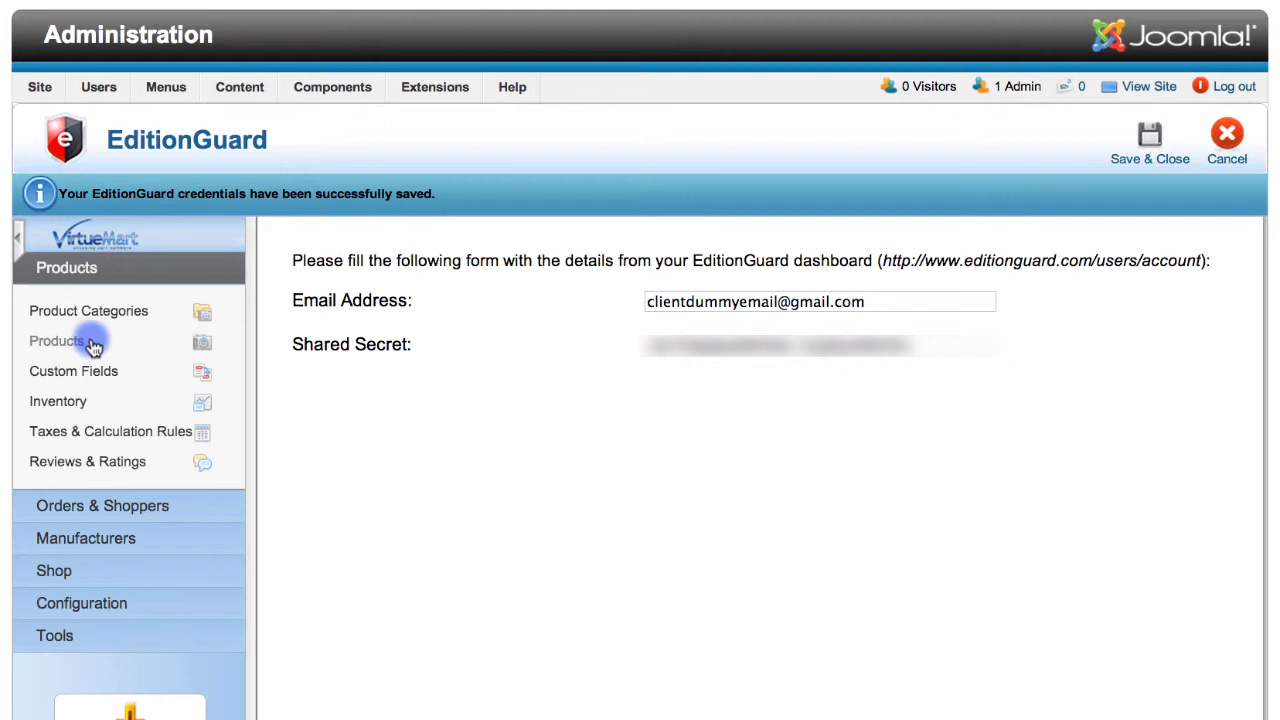 Administration
Joomla!
Site Users Menus Content Components Extensions Help
0 Visitors 1 Admin 0 View Site Log out
e EditionGuard
Save & Close Cancel
i Your EditionGuard credentials have been successfully saved.
VirtueMart
Products
Product Categories
Products
Custom Fields
Inventory
Taxes & Calculation Rules
Reviews & Ratings
Orders & Shoppers
Manufacturers
Shop
Configuration
Tools
Please fill the following form with the details from your EditionGuard dashboard (http://www.editionguard.com/users/account):
Email Address: clientdummyemail@gmail.com
Shared Secret: